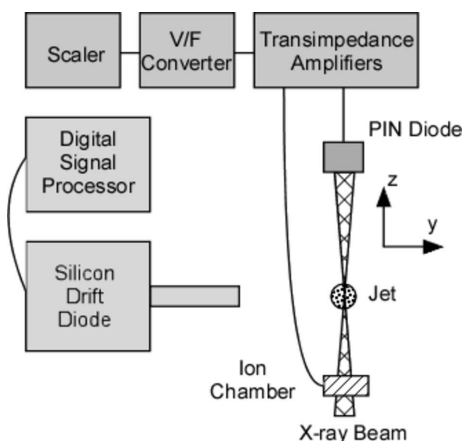 Scaler
V/F
Converter
Transimpedance
Amplifiers
PIN Diode
Digital
Signal
Processor
z
y
Silicon
Drift
Diode
Jet
Ion
Chamber
X-ray Beam